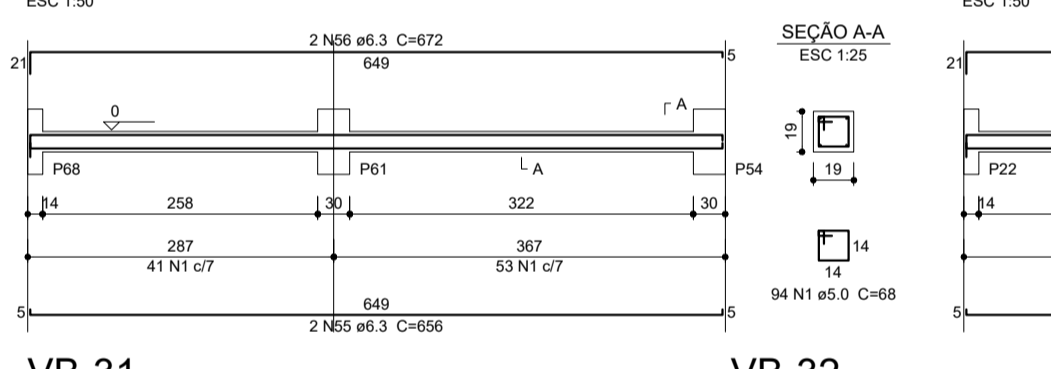 ESC 1:50
ESC 1:50
2 N56 ø6.3 C=672
SEÇÃO A-A
21
649
5
ESC 1:25
21
0
A
19
P68
P61
A
P54
19
P22
14
258
30
322
30
14
287
367
14
41 N1 c/7
53 N1 c/7
14
94 N1 ø5.0 C=68
5
649
5
5
2 N55 ø6.3 C=656